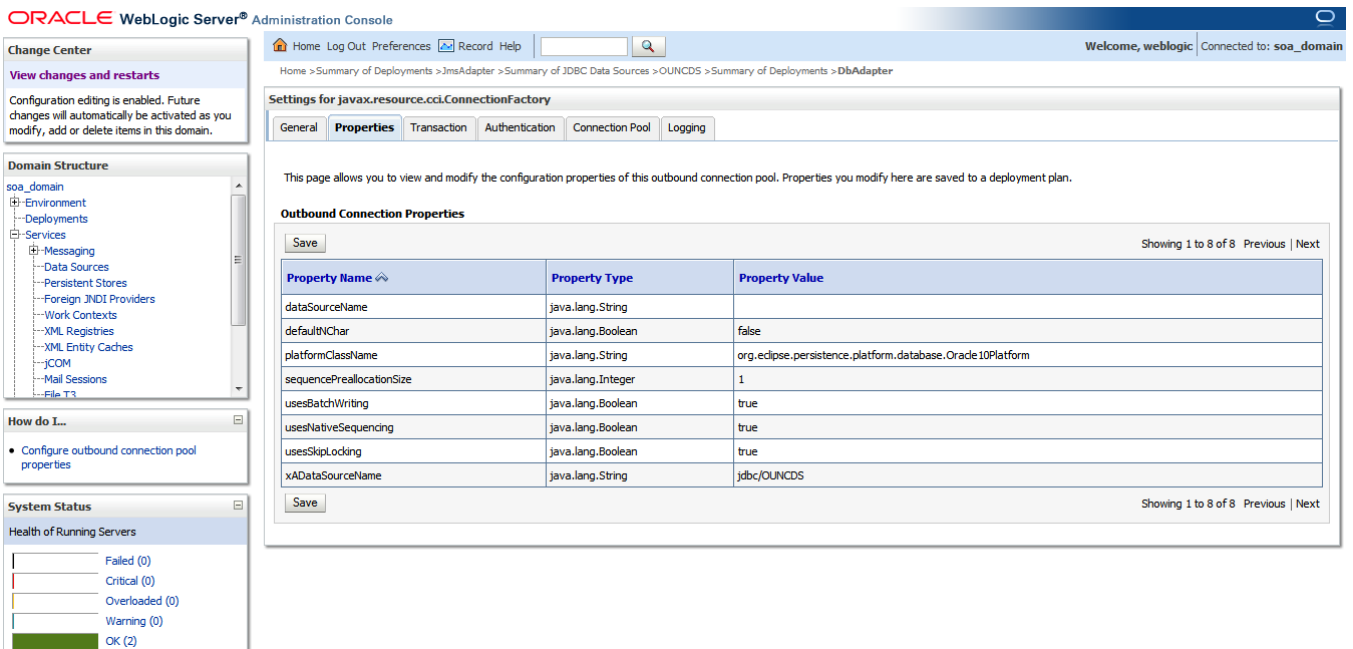 ORACLE WebLogic Server® Administration Console
Change Center
View changes and restarts
Configuration editing is enabled. Future
changes will automatically be activated as you
modify, add or delete items in this domain.
Domain Structure
soa_domain
Environment
Deployments
Services
Messaging
Data Sources
Persistent Stores
Foreign JNDI Providers
Work Contexts
XML Registries
XML Entity Caches
jCOM
Mail Sessions
File T3
How do I...
Configure outbound connection pool
properties
System Status
Health of Running Servers
Failed (0)
Critical (0)
Overloaded (0)
Warning (0)
OK (2)
Home Log Out Preferences Record Help
Welcome, weblogic Connected to: soa_domain
Home >Summary of Deployments >JmsAdapter >Summary of JDBC Data Sources >OUNCDS >Summary of Deployments >DbAdapter
Settings for javax.resource.cci.ConnectionFactory
General Properties Transaction Authentication Connection Pool Logging
This page allows you to view and modify the configuration properties of this outbound connection pool. Properties you modify here are saved to a deployment plan.
Outbound Connection Properties
Save Showing 1 to 8 of 8 Previous | Next
Property Name Property Type Property Value
dataSourceName java.lang.String
defaultNChar java.lang.Boolean false
platformClassName java.lang.String org.eclipse.persistence.platform.database.Oracle10Platform
sequencePreallocationSize java.lang.Integer 1
usesBatchWriting java.lang.Boolean true
usesNativeSequencing java.lang.Boolean true
usesSkipLocking java.lang.Boolean true
xADataSourceName java.lang.String jdbc/OUNCDS
Save Showing 1 to 8 of 8 Previous | Next